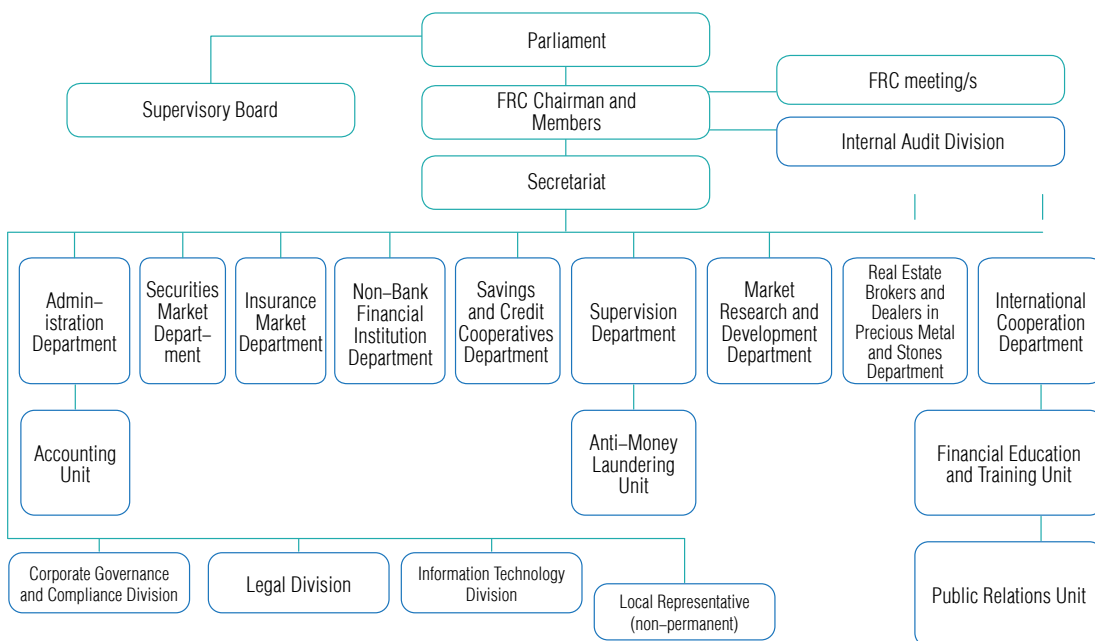 Parliament
Supervisory Board
FRC Chairman and
Members
FRC meeting/s
Internal Audit Division
Secretariat
Admin–
istration
Department
Securities
Market
Depart–
ment
Insurance
Market
Department
Non–Bank
Financial
Institution
Department
Savings
and Credit
Cooperatives
Department
Supervision
Department
Market
Research and
Development
Department
Real Estate
Brokers and
Dealers in
Precious Metal
and Stones
Department
International
Cooperation
Department
Accounting
Unit
Anti–Money
Laundering
Unit
Financial Education
and Training Unit
Corporate Governance
and Compliance Division
Legal Division
Information Technology
Division
Local Representative
(non–permanent)
Public Relations Unit